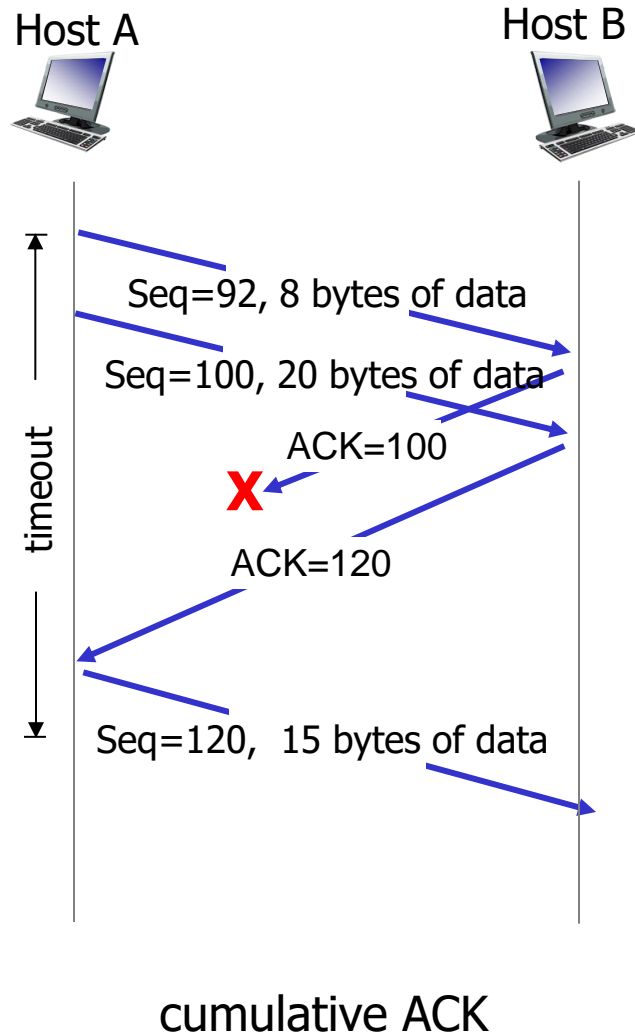 Host A
Host B
Seq=92, 8 bytes of data
Seq=100, 20 bytes of data
ACK=100
X
timeout
ACK=120
Seq=120, 15 bytes of data
cumulative ACK